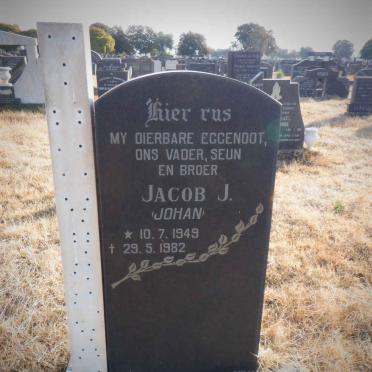 Hier rus
MY DIERBARE EGGENOOT,
ONS VADER, SEUN
EN BROER
JACOB J.
(JOHAN)
* 10.7.1949
† 29.5.1982